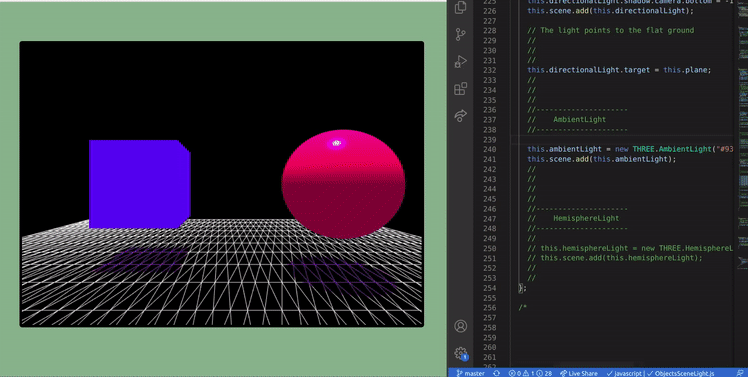 225 this.directionalLight.shadow.camera.bottom = -1
226 this.scene.add(this.directionalLight);
227
228 // The light points to the flat ground
229 //
230 //
231 //
232 this.directionalLight.target = this.plane;
233 //
234 //
235 //
236 //---------------------
237 // AmbientLight
238 //---------------------
239
240 this.ambientLight = new THREE.AmbientLight("#93
241 this.scene.add(this.ambientLight);
242 //
243 //
244 //
245 //
246 //---------------------
247 // HemisphereLight
248 //---------------------
249 //
250 // this.hemisphereLight = new THREE.HemisphereL
251 // this.scene.add(this.hemisphereLight);
252 //
253 //
254 };
255
256 /*
257
258
259
260
261
262
1
master 0 1 28 Live Share javascript | ObjectsSceneLight.js